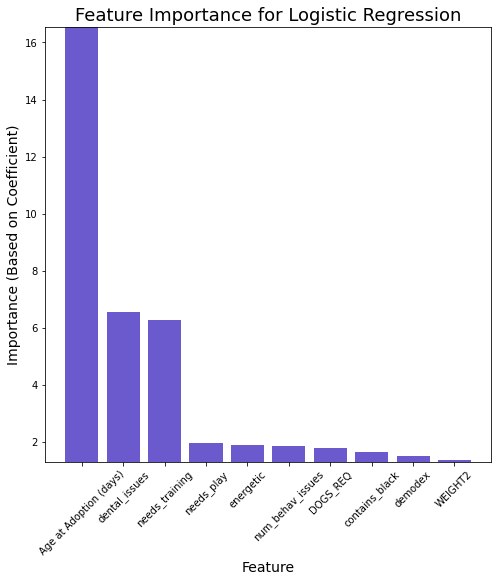 Feature Importance for Logistic Regression
Importance (Based on Coefficient)
16
14
12
10
8
6
4
2
Age at Adoption (days)
dental_issues
needs_training
needs_play
energetic
num_behav_issues
DOGS_REQ
contains_black
demodex
WEIGHT2
Feature